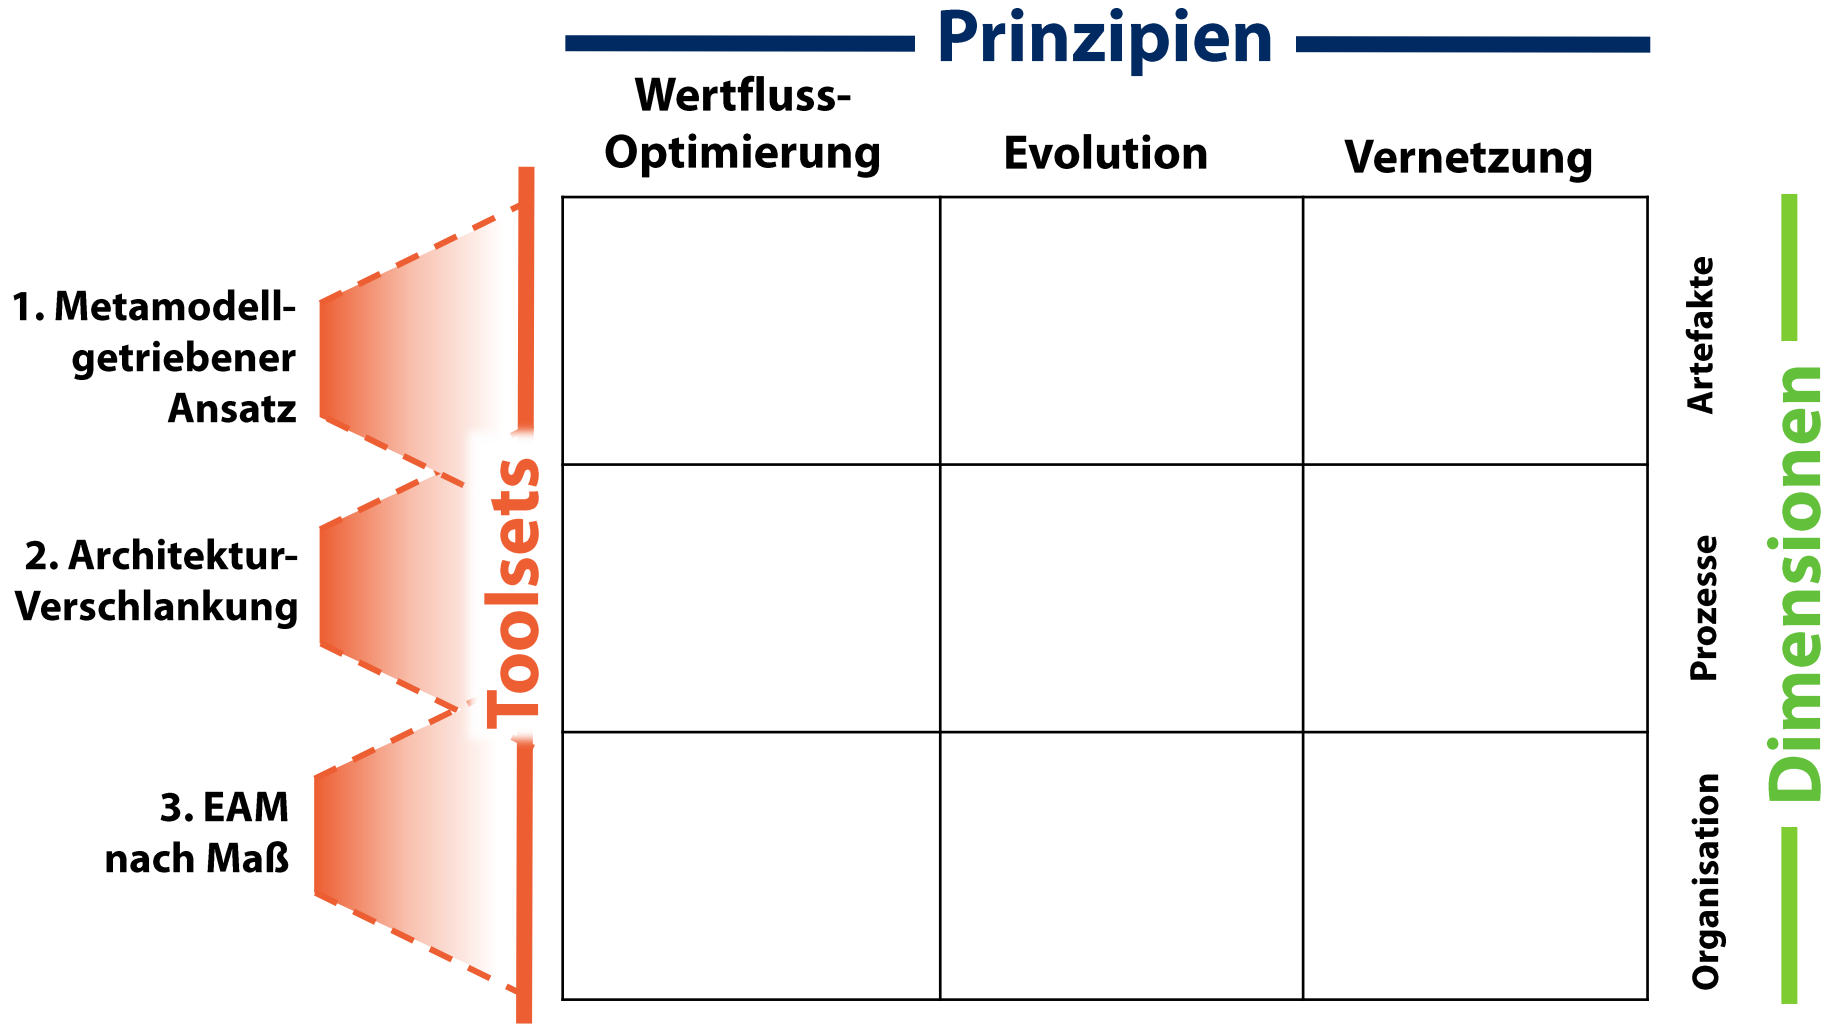 Prinzipien
Wertfluss-
Optimierung
Evolution
Vernetzung
1. Metamodell-
getriebener
Ansatz
2. Architektur-
Verschlankung
3. EAM
nach Maß
Toolsets
Artefakte
Prozesse
Organisation
Dimensionen